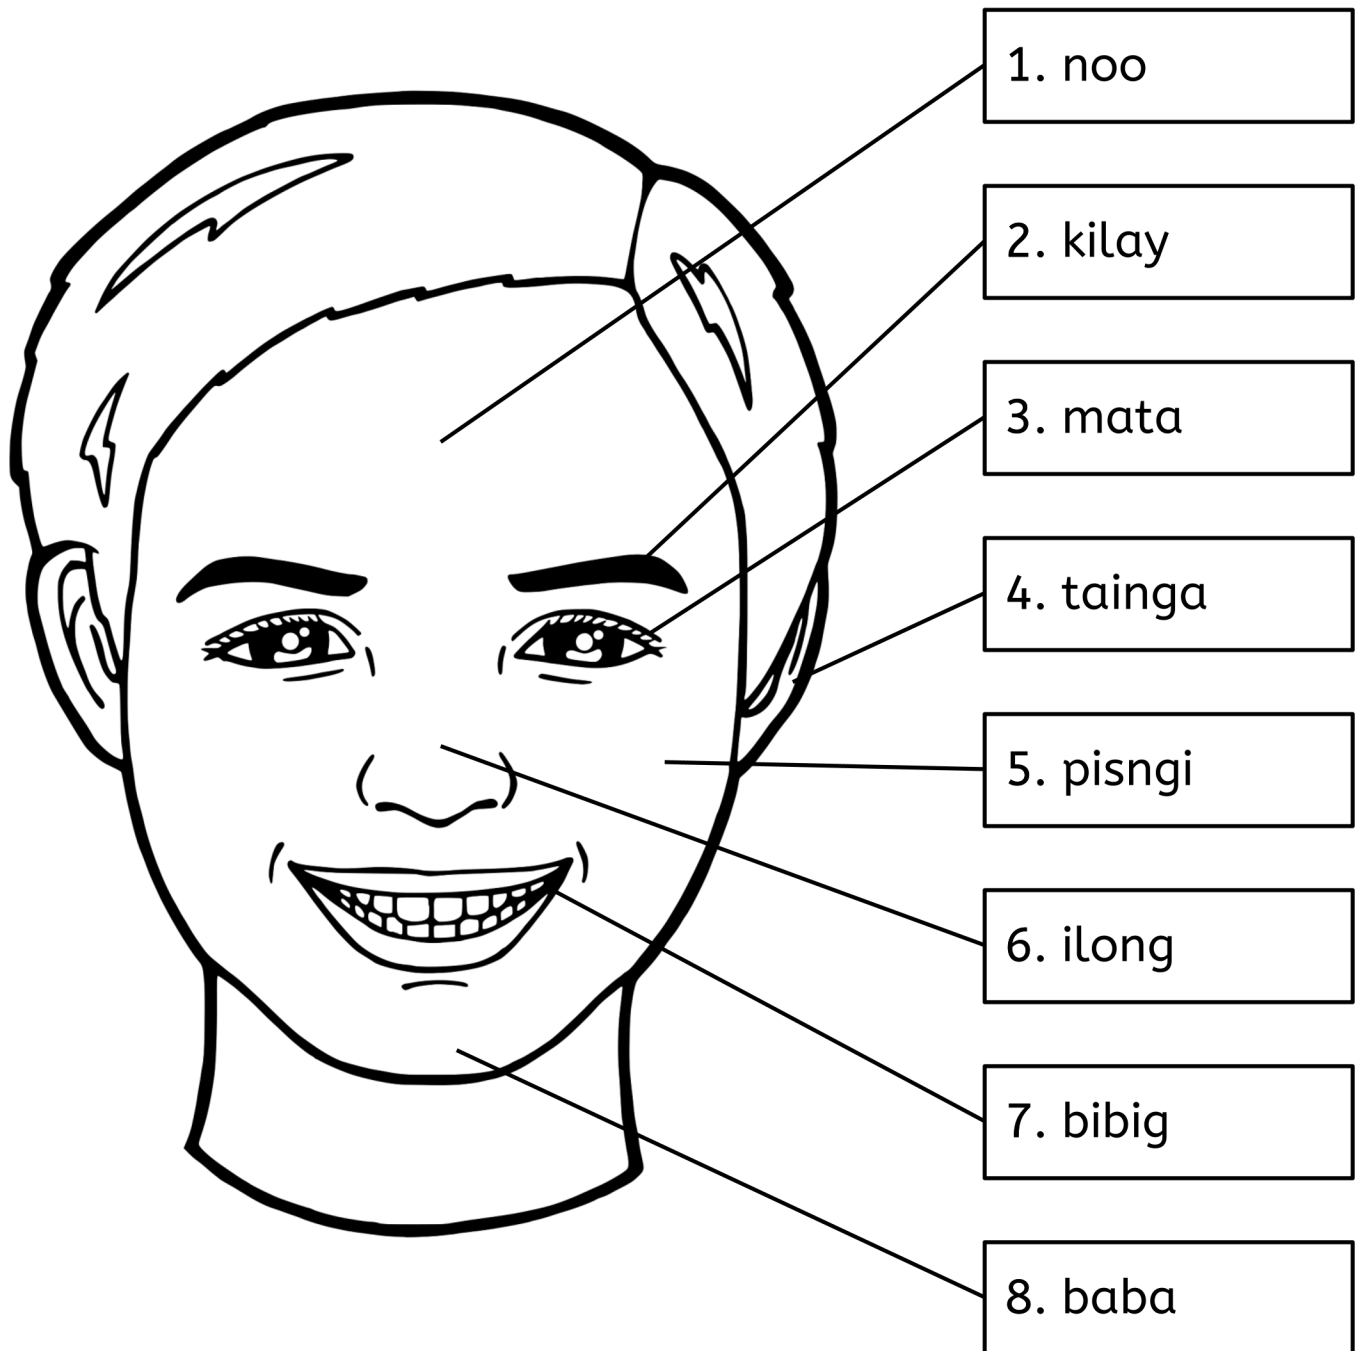 1. noo
2. kilay
3. mata
4. tainga
5. pisngi
6. ilong
7. bibig
8. baba